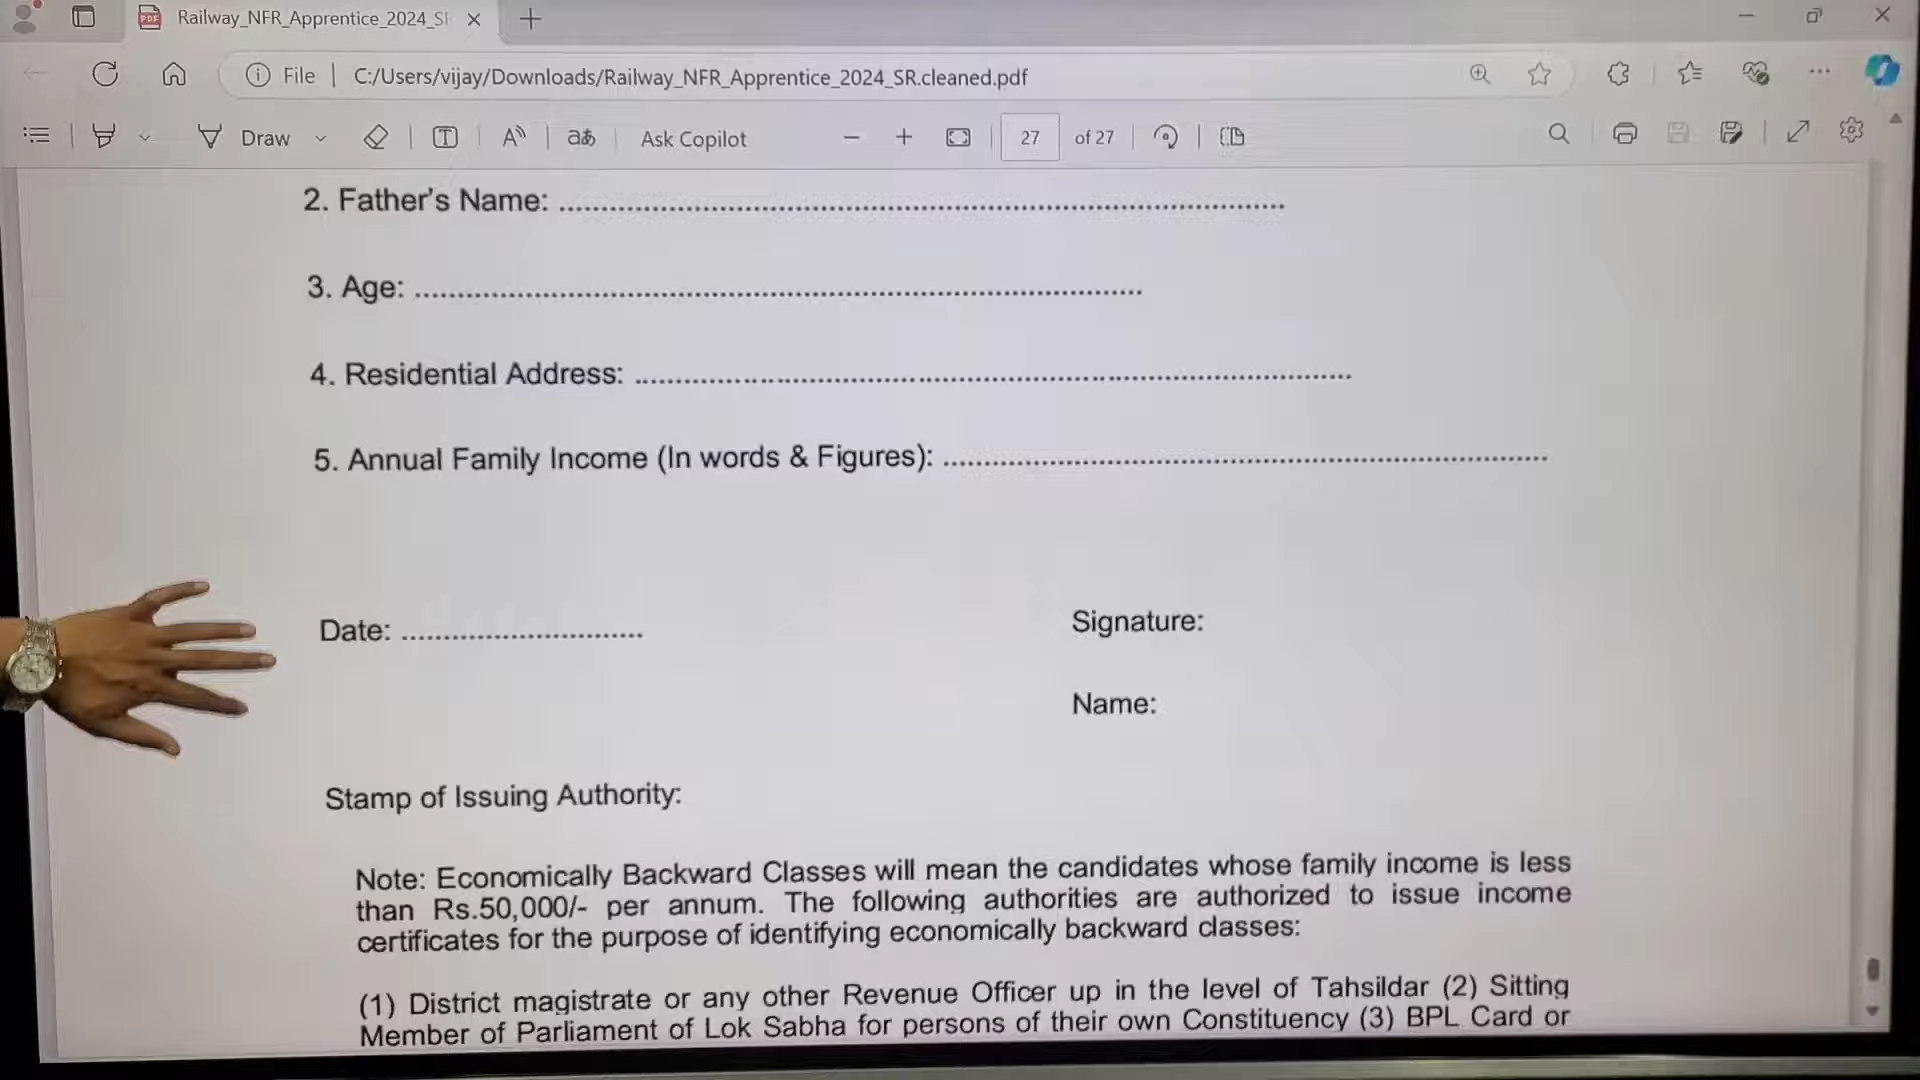 Railway_NFR_Apprentice_2024_S
File | C:/Users/vijay/Downloads/Railway_NFR_Apprentice_2024_SR.cleaned.pdf
Draw Ask Copilot 27 of 27
2. Father's Name: ..........................................................................................
3. Age: ..........................................................................................
4. Residential Address: ..........................................................................................
5. Annual Family Income (In words & Figures): ...........................................................................
Date: ..............................
Signature:
Name:
Stamp of Issuing Authority:
Note: Economically Backward Classes will mean the candidates whose family income is less
than Rs.50,000/- per annum. The following authorities are authorized to issue income
certificates for the purpose of identifying economically backward classes:
(1) District magistrate or any other Revenue Officer up in the level of Tahsildar (2) Sitting
Member of Parliament of Lok Sabha for persons of their own Constituency (3) BPL Card or